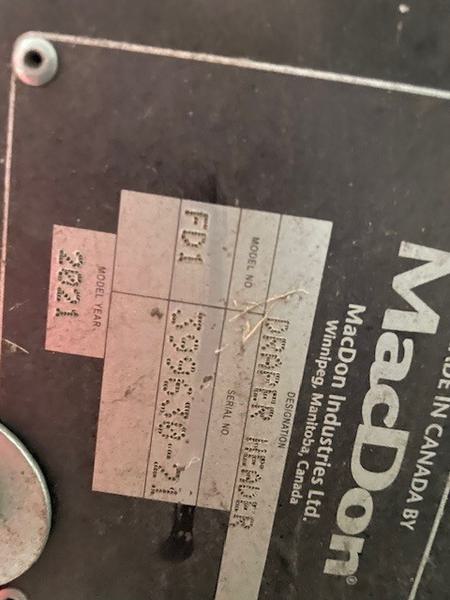 DE IN CANADA BY
MacDon®
MacDon Industries Ltd.
Winnipeg, Manitoba, Canada
DESIGNATION
DRAPER HEADER
MODEL NO.
SERIAL NO.
FD1
MODEL YEAR
2021